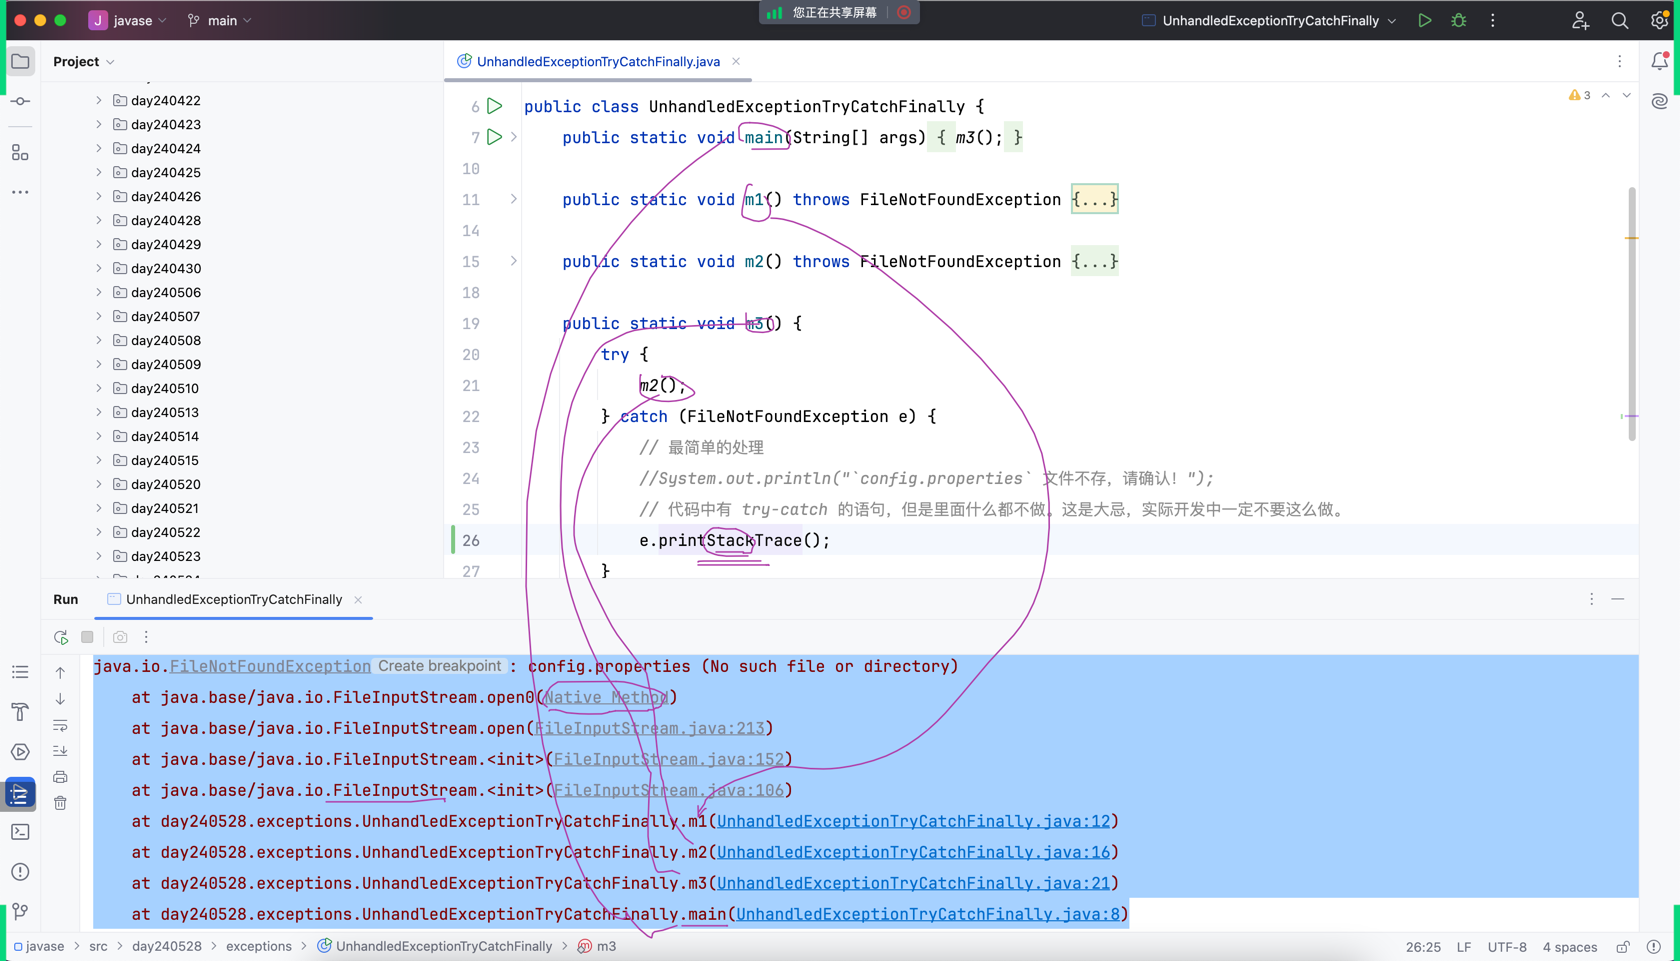 J javase main 您正在共享屏幕 UnhandledExceptionTryCatchFinally
Project
UnhandledExceptionTryCatchFinally.java
day240422
day240423
day240424
day240425
day240426
day240428
day240429
day240430
day240506
day240507
day240508
day240509
day240510
day240513
day240514
day240515
day240520
day240521
day240522
day240523
3
6 public class UnhandledExceptionTryCatchFinally {
7 public static void main(String[] args) { m3(); }
10
11 public static void m1() throws FileNotFoundException {...}
14
15 public static void m2() throws FileNotFoundException {...}
18
19 public static void m3() {
20 try {
21 m2();
22 } catch (FileNotFoundException e) {
23 // 最简单的处理
24 //System.out.println("`config.properties` 文件不存，请确认！");
25 // 代码中有 try-catch 的语句，但是里面什么都不做。这是大忌，实际开发中一定不要这么做。
26 e.printStackTrace();
27 }
Run UnhandledExceptionTryCatchFinally
java.io.FileNotFoundException Create breakpoint : config.properties (No such file or directory)
at java.base/java.io.FileInputStream.open0(Native Method)
at java.base/java.io.FileInputStream.open(FileInputStream.java:213)
at java.base/java.io.FileInputStream.<init>(FileInputStream.java:152)
at java.base/java.io.FileInputStream.<init>(FileInputStream.java:106)
at day240528.exceptions.UnhandledExceptionTryCatchFinally.m1(UnhandledExceptionTryCatchFinally.java:12)
at day240528.exceptions.UnhandledExceptionTryCatchFinally.m2(UnhandledExceptionTryCatchFinally.java:16)
at day240528.exceptions.UnhandledExceptionTryCatchFinally.m3(UnhandledExceptionTryCatchFinally.java:21)
at day240528.exceptions.UnhandledExceptionTryCatchFinally.main(UnhandledExceptionTryCatchFinally.java:8)
javase > src > day240528 > exceptions > UnhandledExceptionTryCatchFinally > m3 26:25 LF UTF-8 4 spaces